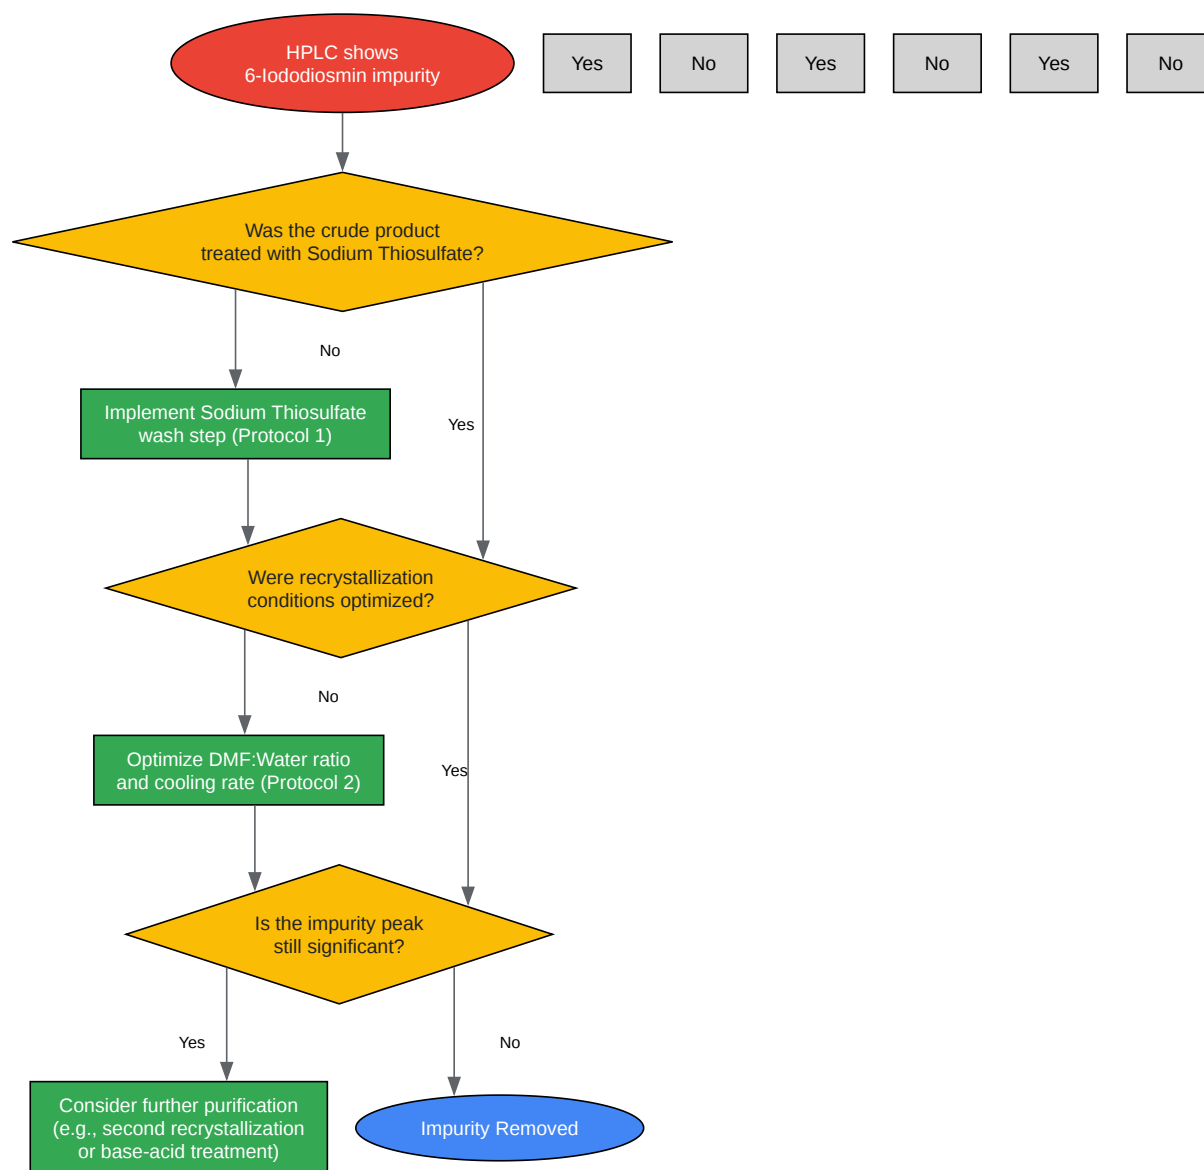 HPLC shows
6-Iododiosmin impurity
Yes
No
Yes
No
Yes
No
Was the crude product
treated with Sodium Thiosulfate?
No
Implement Sodium Thiosulfate
wash step (Protocol 1)
Yes
Were recrystallization
conditions optimized?
No
Optimize DMF:Water ratio
and cooling rate (Protocol 2)
Yes
Is the impurity peak
still significant?
Yes
No
Consider further purification
(e.g., second recrystallization
or base-acid treatment)
Impurity Removed